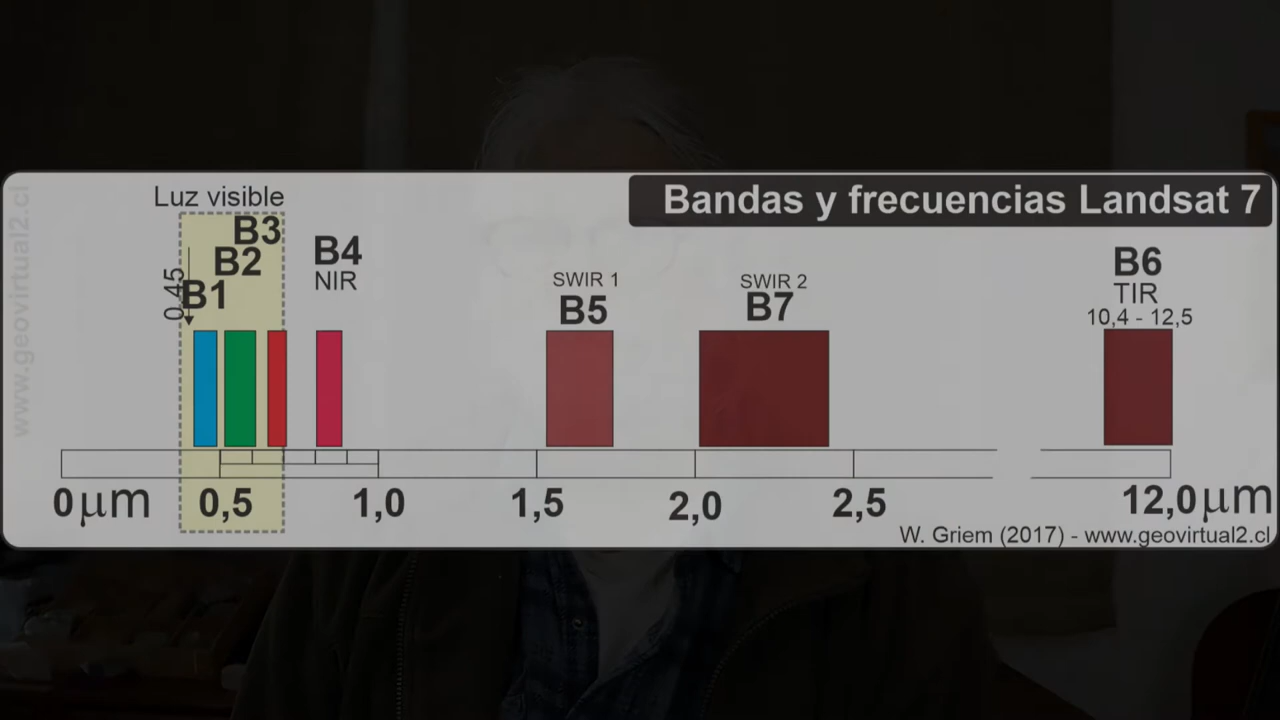 Bandas y frecuencias Landsat 7
Luz visible
B3
B2
B1
0,45
B4
NIR
SWIR 1
B5
SWIR 2
B7
B6
TIR
10,4 - 12,5
0μm
0,5
1,0
1,5
2,0
2,5
12,0μm
W. Griem (2017) - www.geovirtual2.cl
www.geovirtual2.cl